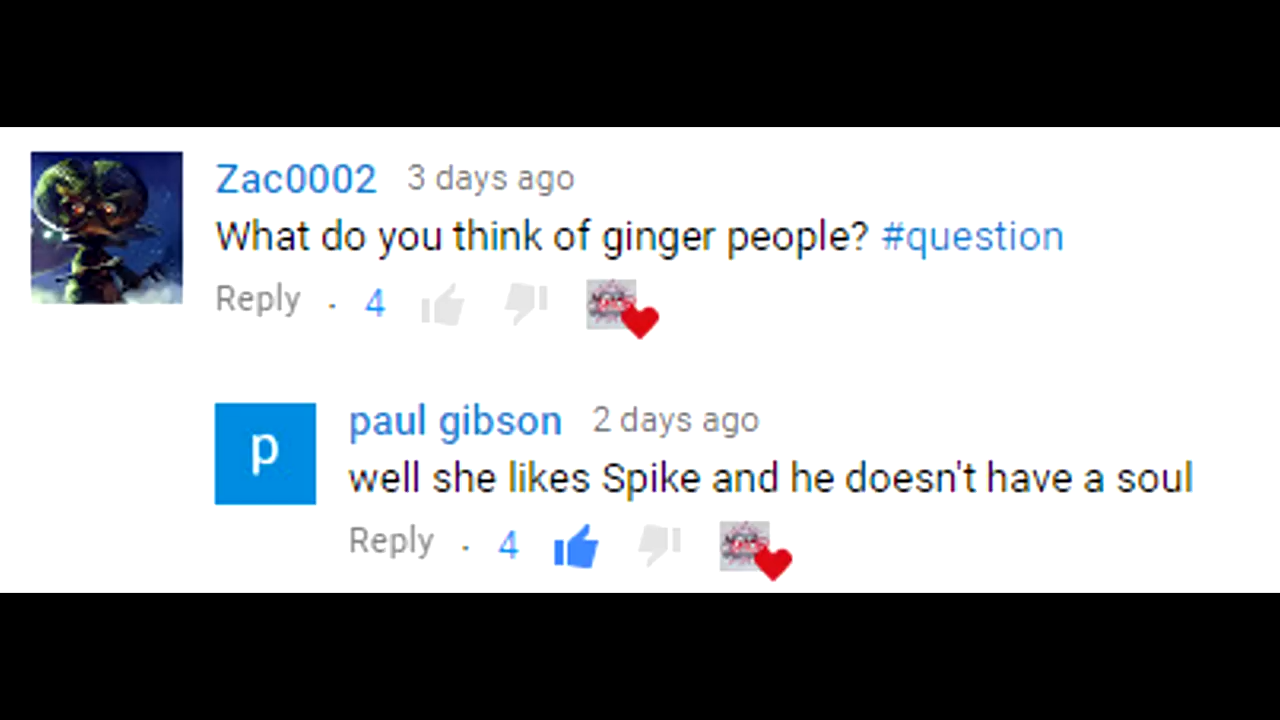 Zac0002 3 days ago
What do you think of ginger people? #question
Reply · 4
p
paul gibson 2 days ago
well she likes Spike and he doesn't have a soul
Reply · 4